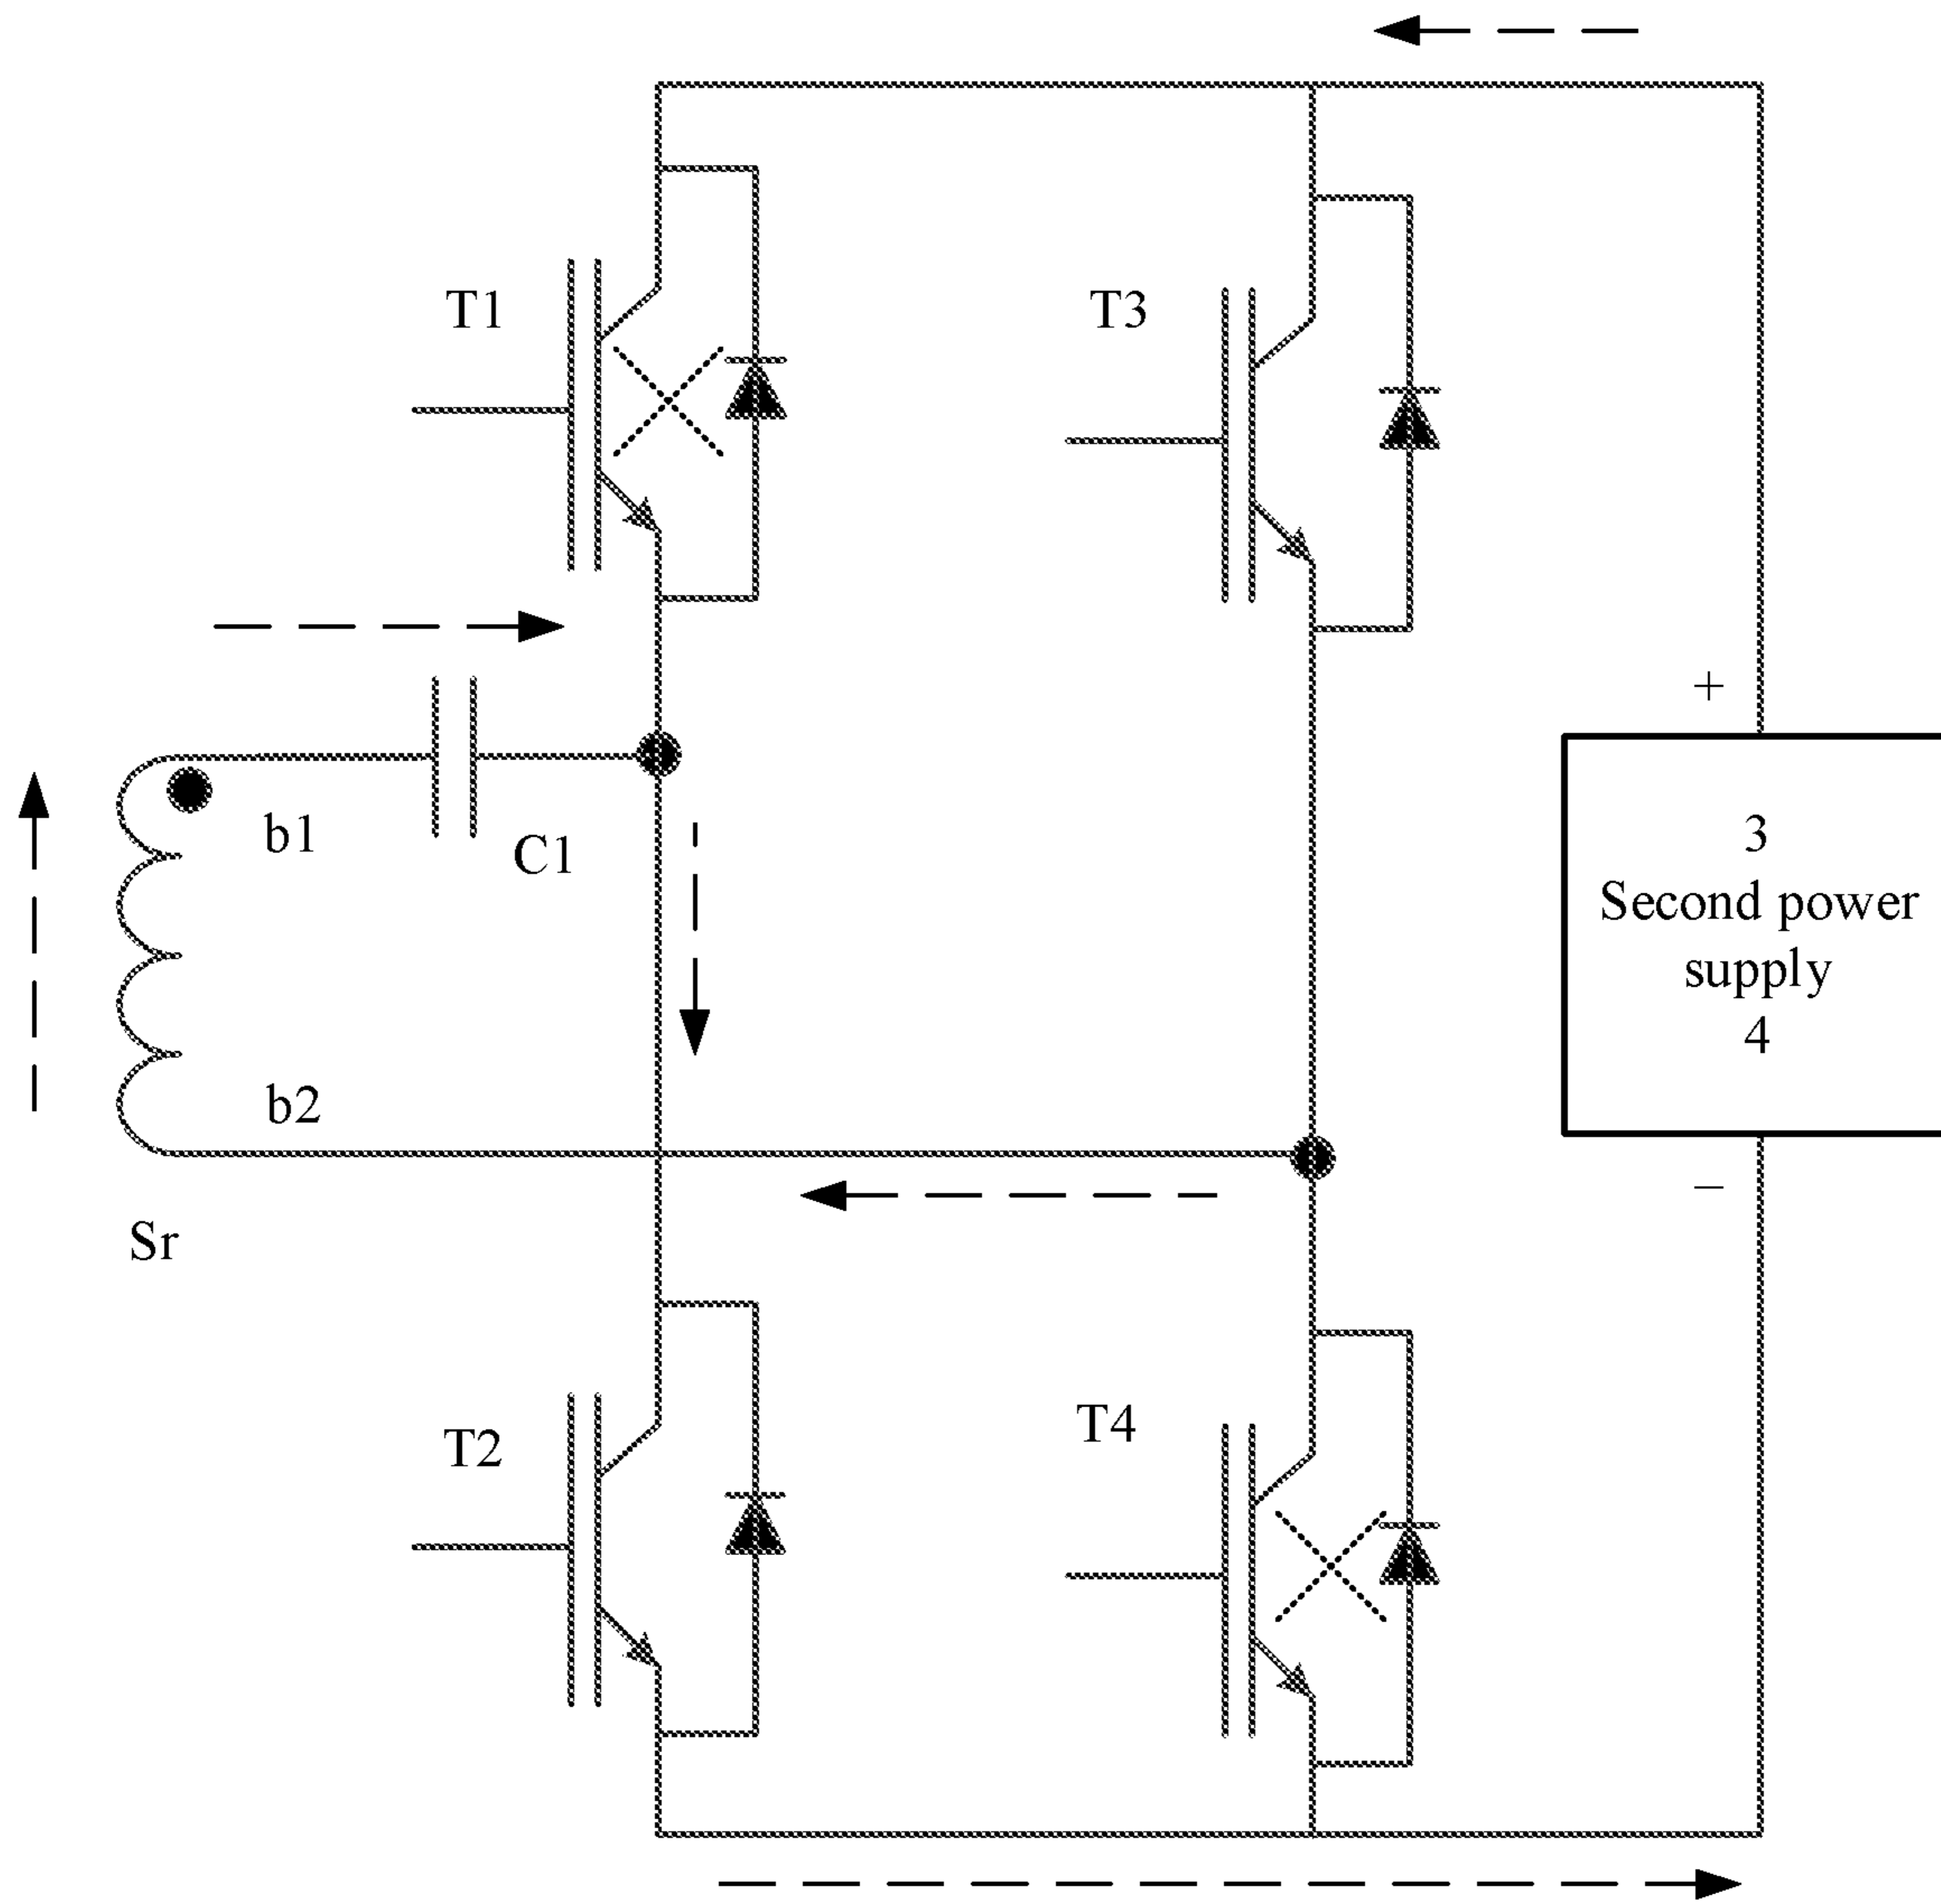 T1
T3
+
b1
C1
3
Second power
supply
4
b2
−
Sr
T2
T4